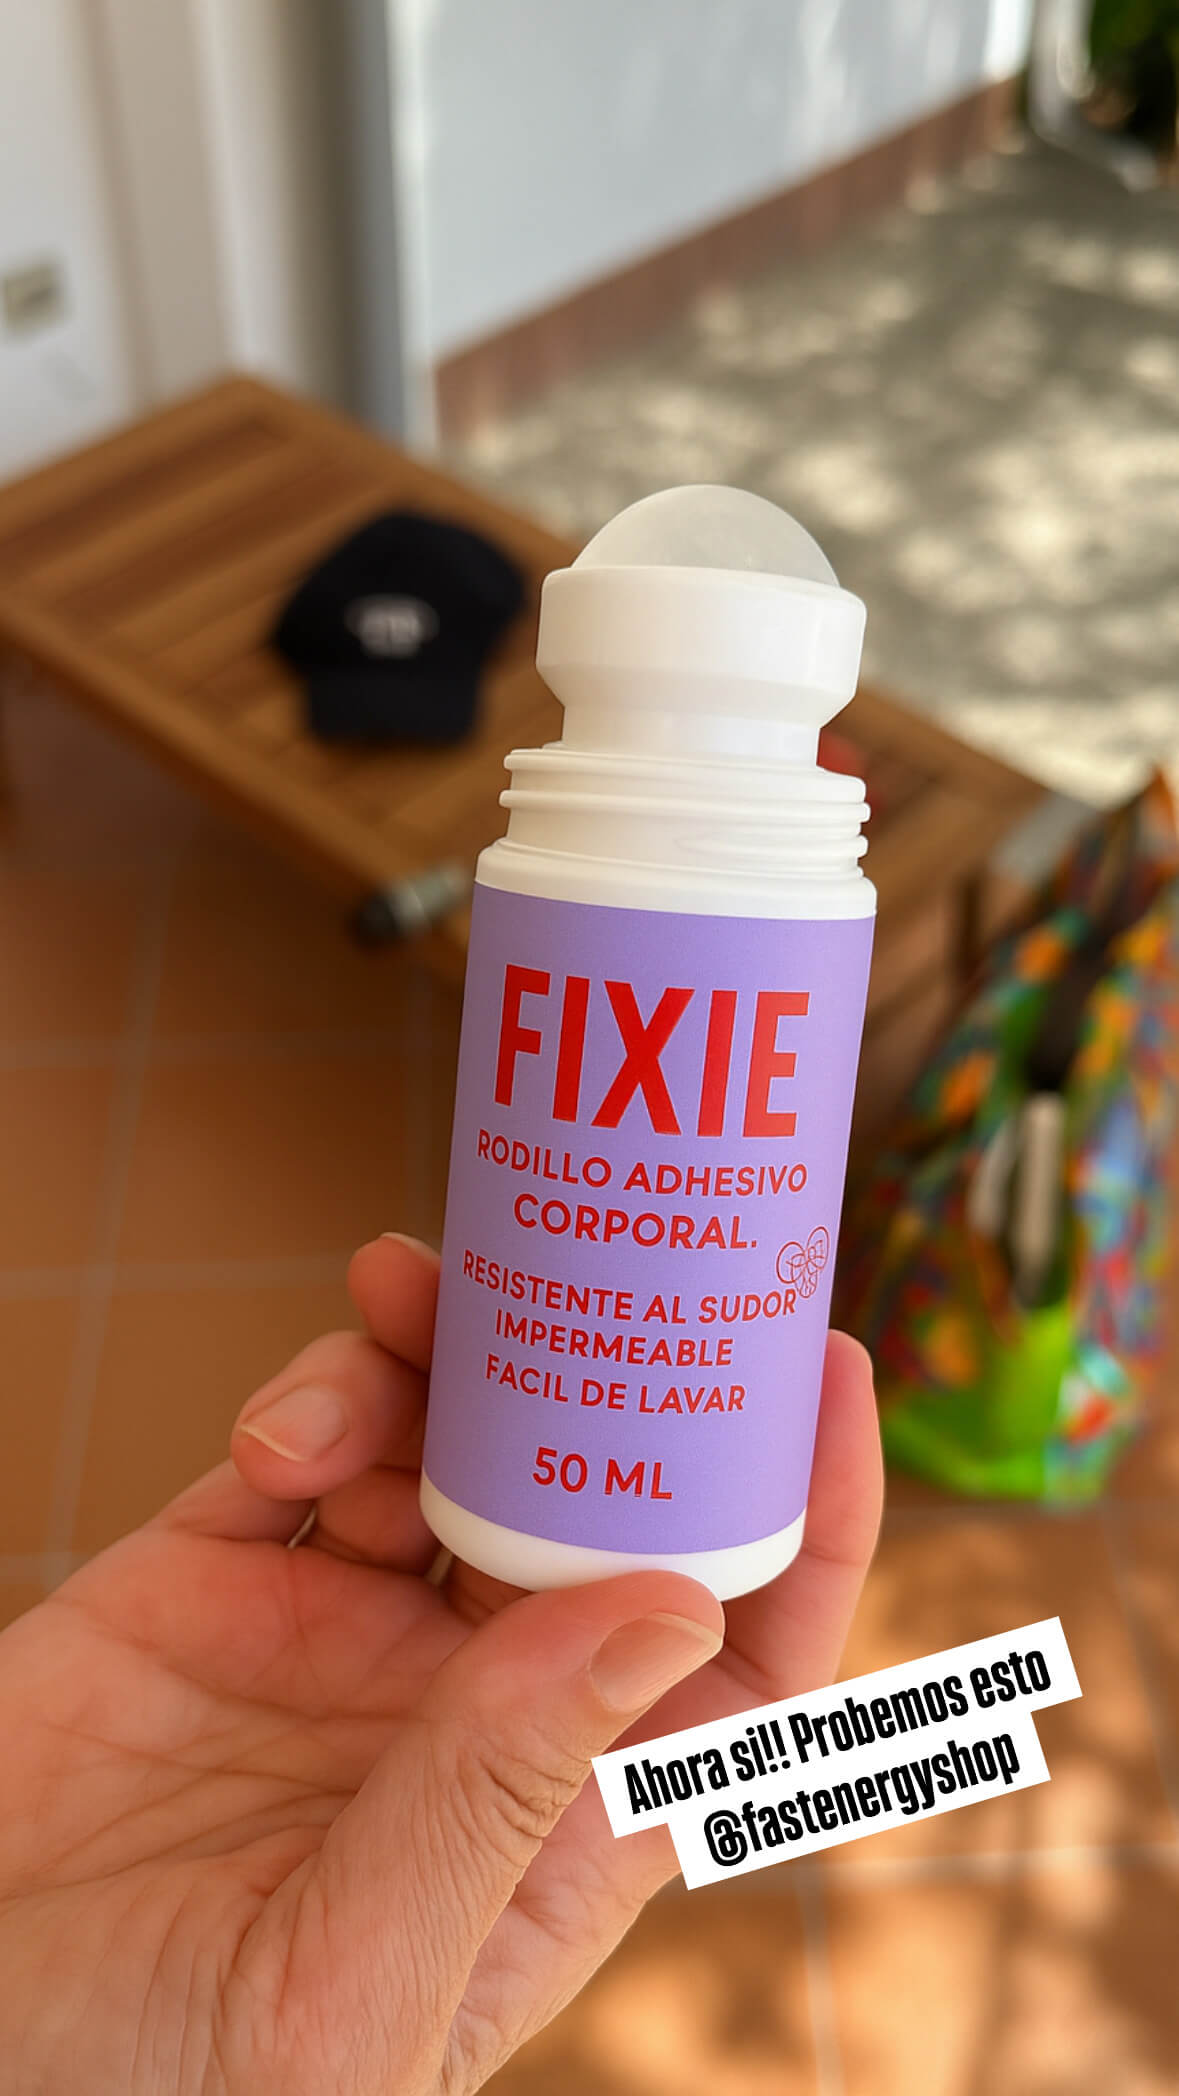 FIXIE
RODILLO ADHESIVO
CORPORAL.
RESISTENTE AL SUDOR
IMPERMEABLE
FACIL DE LAVAR
50 ML
Ahora si!! Probemos esto
@fastenergyshop